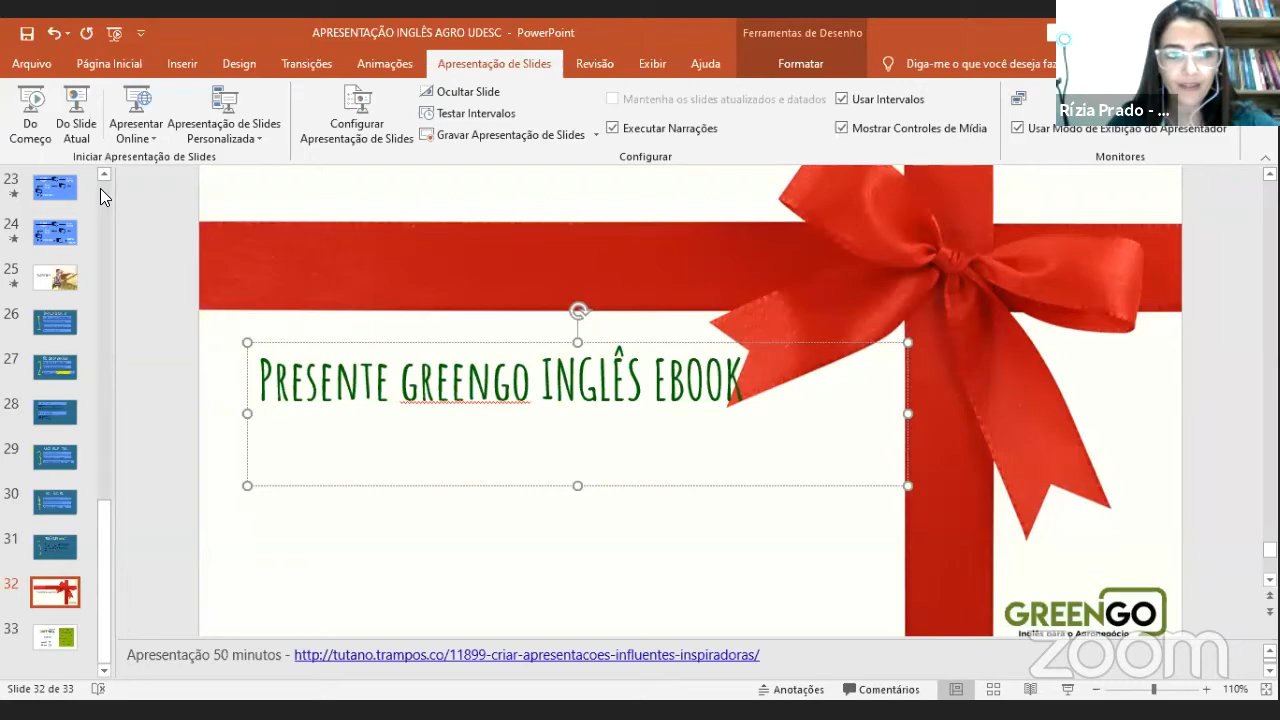 APRESENTAÇÃO INGLÊS AGRO UDESC - PowerPoint
Ferramentas de Desenho
Arquivo
Página Inicial
Inserir
Design
Transições
Animações
Apresentação de Slides
Revisão
Exibir
Ajuda
Formatar
Diga-me o que você deseja faz
Rízia Prado - ...
Do Começo
Do Slide Atual
Apresentar Online
Apresentação de Slides Personalizada
Iniciar Apresentação de Slides
Configurar Apresentação de Slides
Ocultar Slide
Testar Intervalos
Gravar Apresentação de Slides
Mantenha os slides atualizados e datados
Executar Narrações
Usar Intervalos
Mostrar Controles de Mídia
Configurar
Usar Modo de Exibição do Apresentador
Monitores
23
24
25
26
27
28
29
30
31
32
33
Presente greengo INGLÊS EBOOK
GREENGO
Inglês para o Agronegócio
zoom
Apresentação 50 minutos - http://tutano.trampos.co/11899-criar-apresentacoes-influentes-inspiradoras/
Slide 32 de 33
Anotações
Comentários
110%